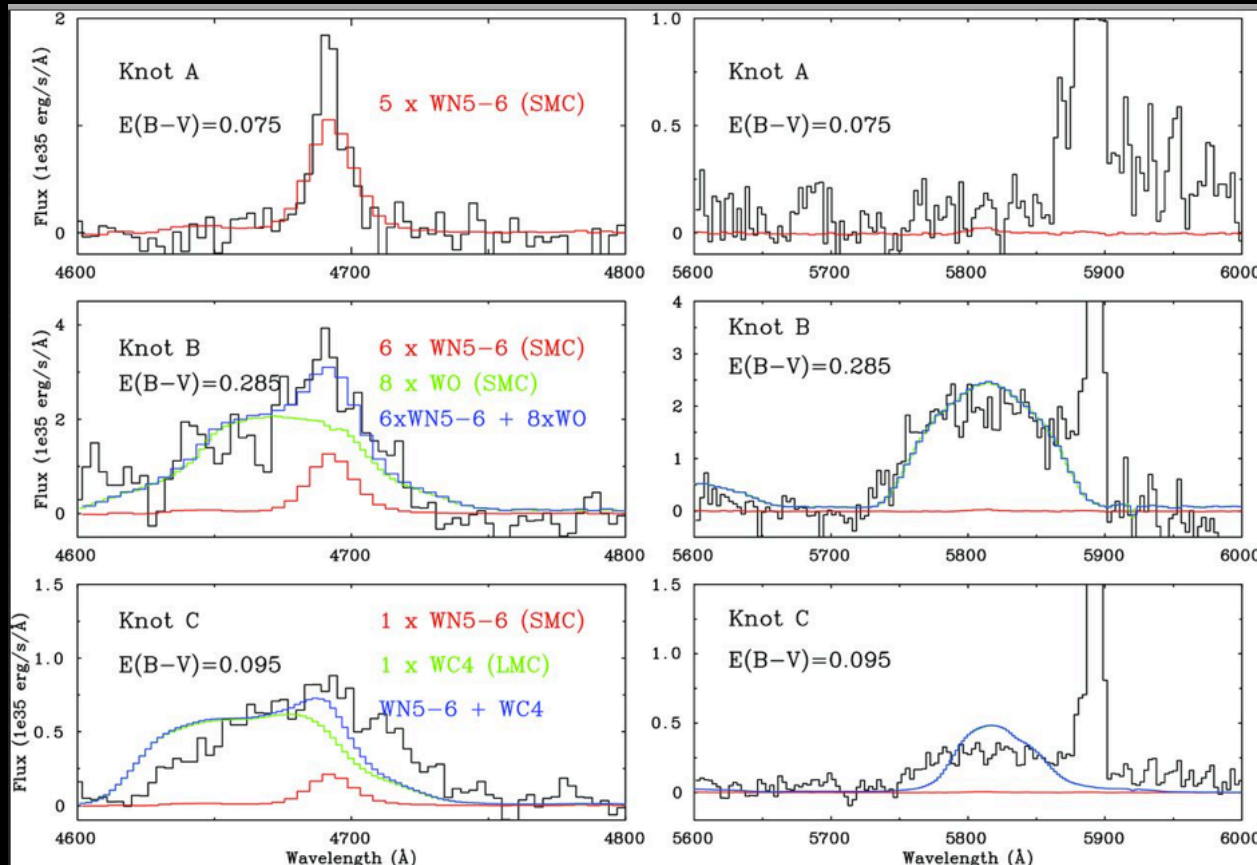 2
Knot A
5 x WN5-6 (SMC)
E(B-V)=0.075
1
0
Flux (1e35 erg/s/Å)
4600
4700
4800
1.0
Knot A
E(B-V)=0.075
0.5
0
5600
5700
5800
5900
6000
4
Knot B
6 x WN5-6 (SMC)
E(B-V)=0.285
8 x WO (SMC)
2
6xWN5-6 + 8xWO
0
Flux (1e35 erg/s/Å)
4600
4700
4800
4
Knot B
3
E(B-V)=0.285
2
1
0
5600
5700
5800
5900
6000
1.5
Knot C
1 x WN5-6 (SMC)
1.0
E(B-V)=0.095
1 x WC4 (LMC)
WN5-6 + WC4
0.5
0
Flux (1e35 erg/s/Å)
4600
4700
4800
Wavelength (Å)
1.5
Knot C
1.0
E(B-V)=0.095
0.5
0
5600
5700
5800
5900
6000
Wavelength (Å)